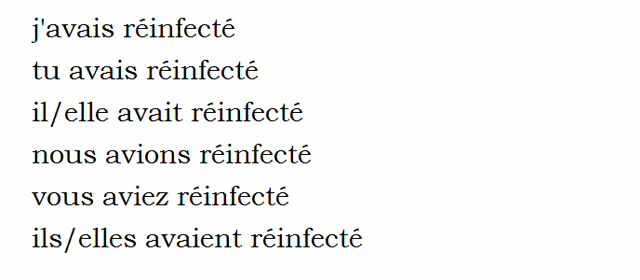 j'avais réinfecté
tu avais réinfecté
il/elle avait réinfecté
nous avions réinfecté
vous aviez réinfecté
ils/elles avaient réinfecté